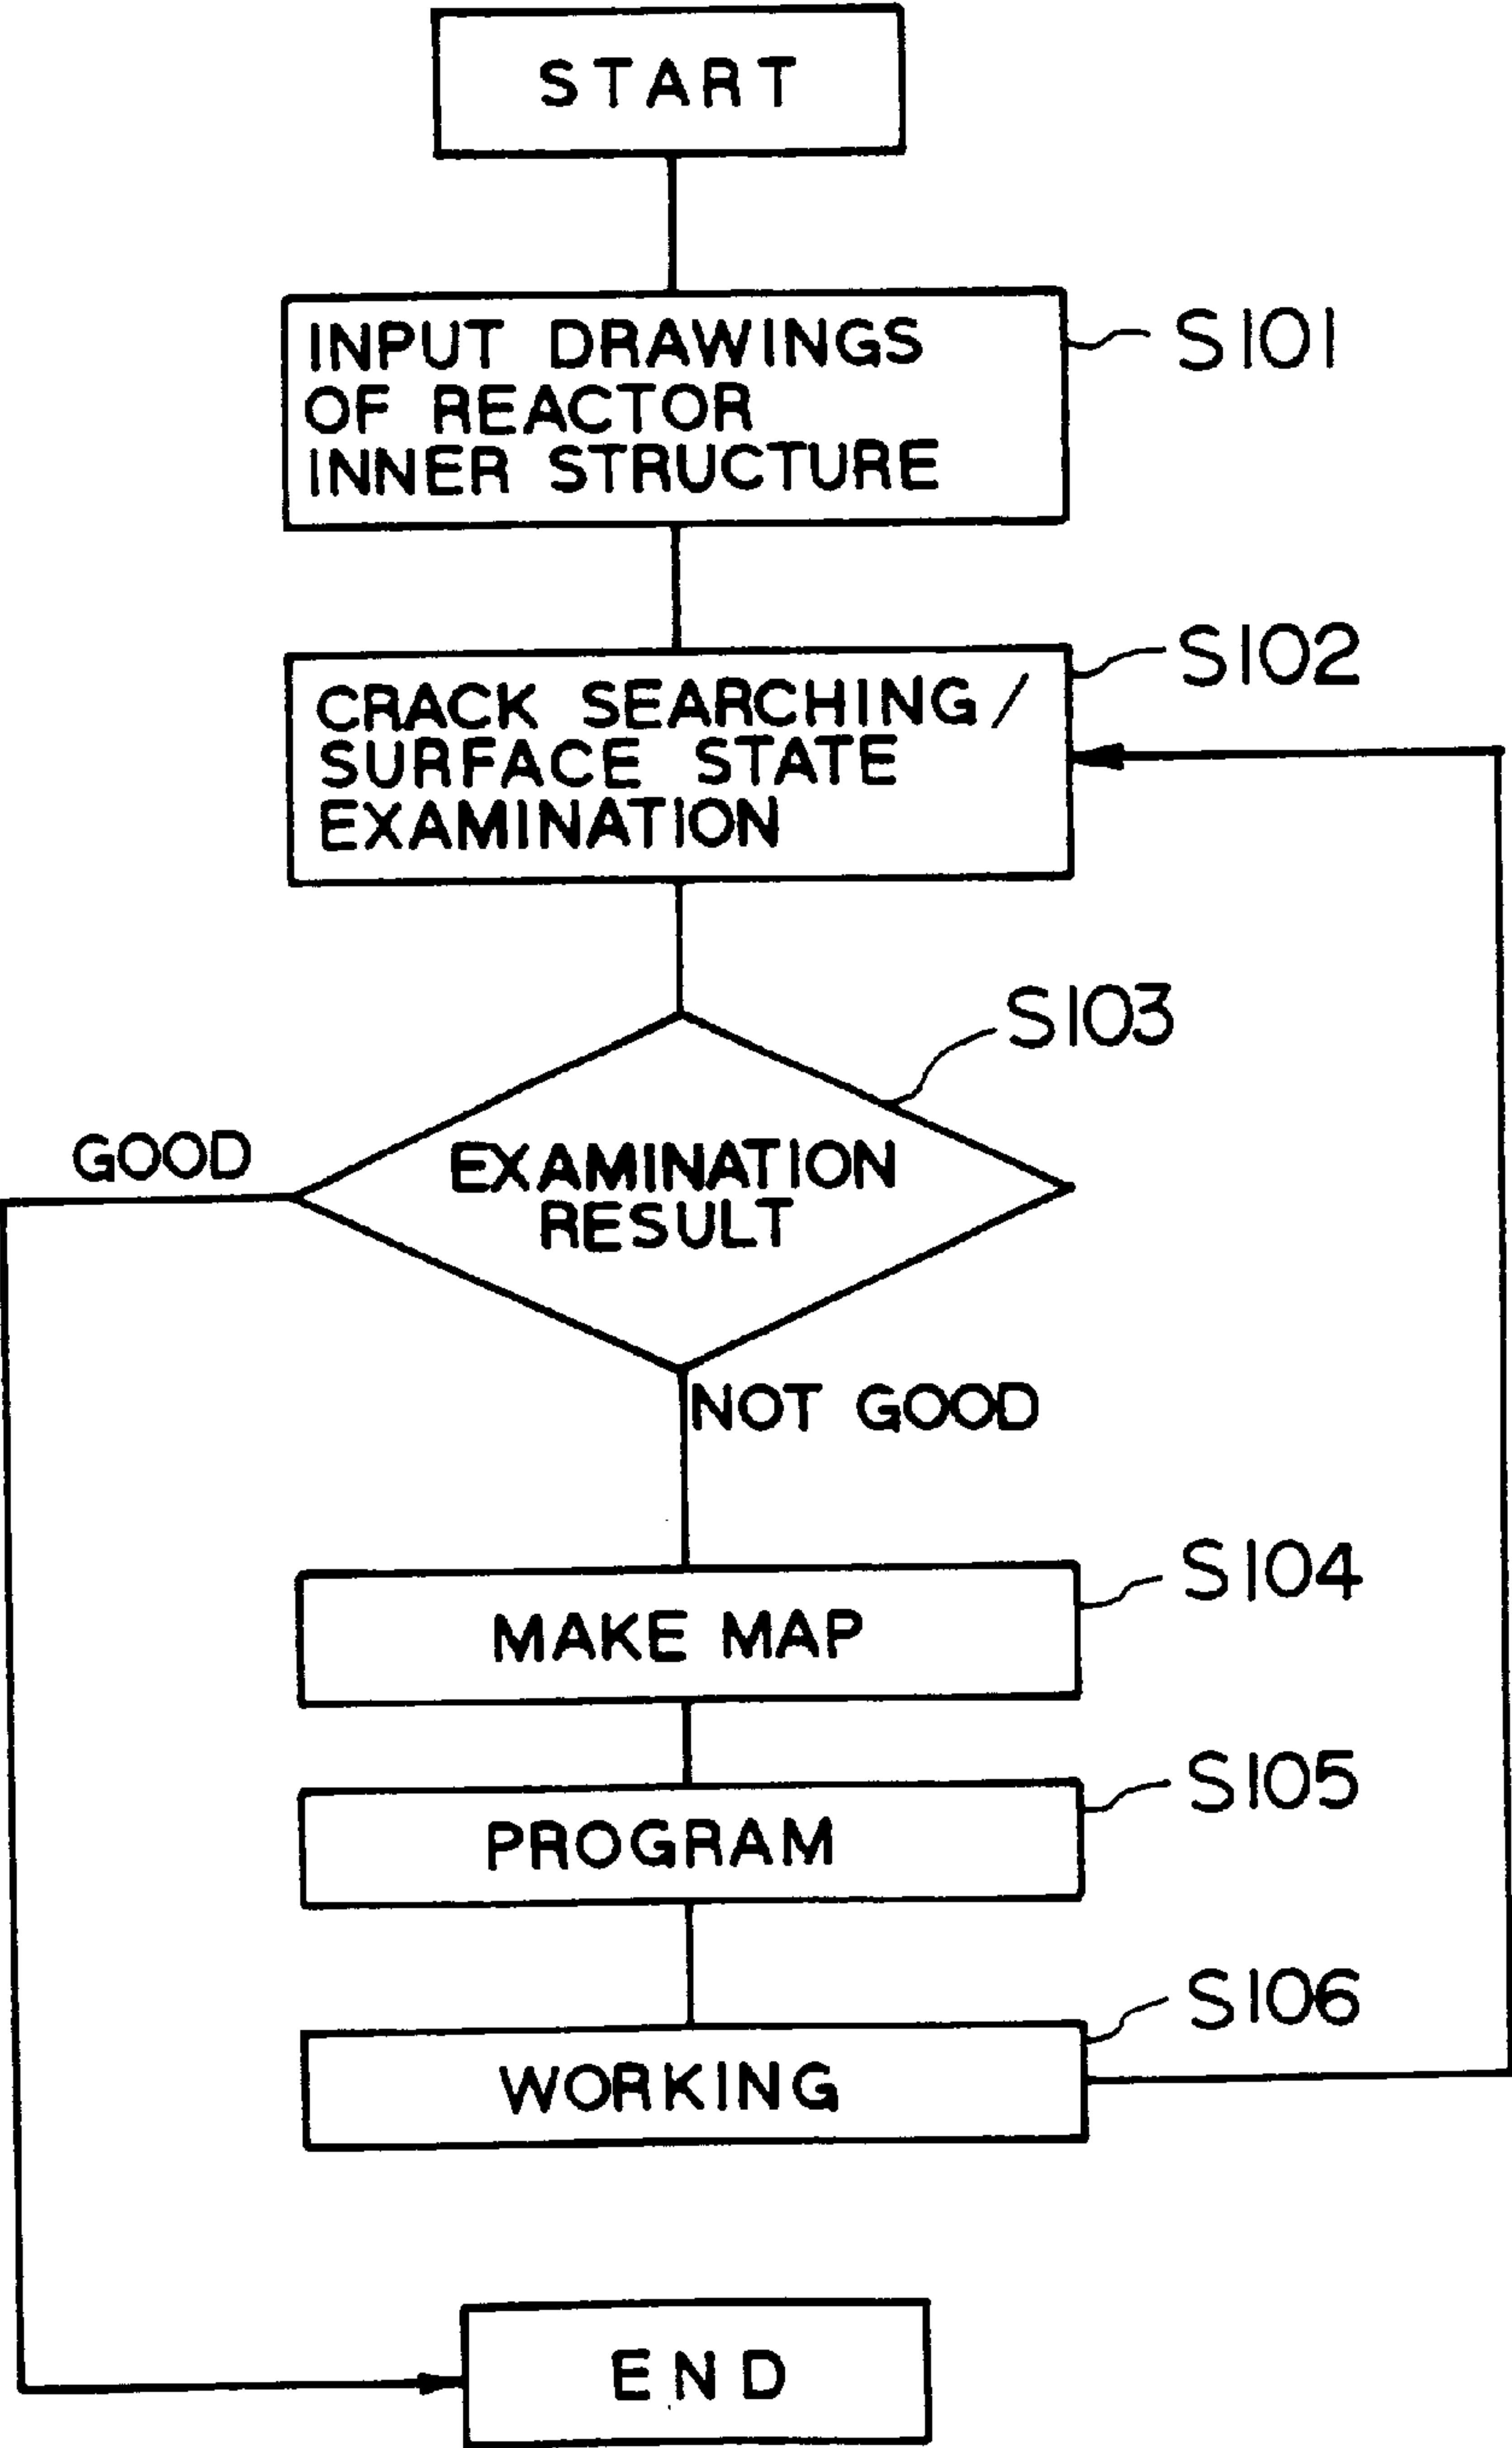 START
INPUT DRAWINGS
OF REACTOR
INNER STRUCTURE
S101
CRACK SEARCHING/
SURFACE STATE
EXAMINATION
S102
S103
EXAMINATION
RESULT
GOOD
NOT GOOD
MAKE MAP
S104
PROGRAM
S105
WORKING
S106
END